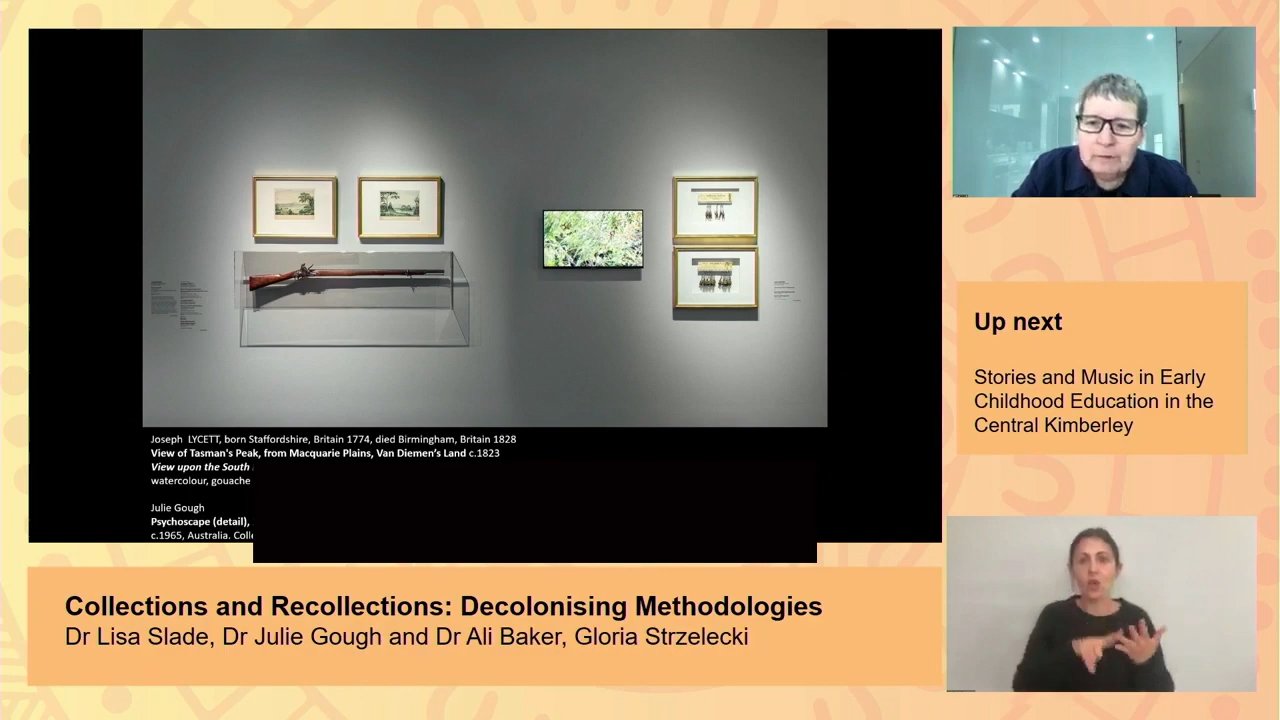 Joseph LYCETT, born Staffordshire, Britain 1774, died Birmingham, Britain 1828
View of Tasman's Peak, from Macquarie Plains, Van Diemen's Land c.1823
View upon the South
watercolour, gouache
Julie Gough
Psychoscape (detail),
c.1965, Australia. Colle
Collections and Recollections: Decolonising Methodologies
Dr Lisa Slade, Dr Julie Gough and Dr Ali Baker, Gloria Strzelecki
Up next
Stories and Music in Early
Childhood Education in the
Central Kimberley